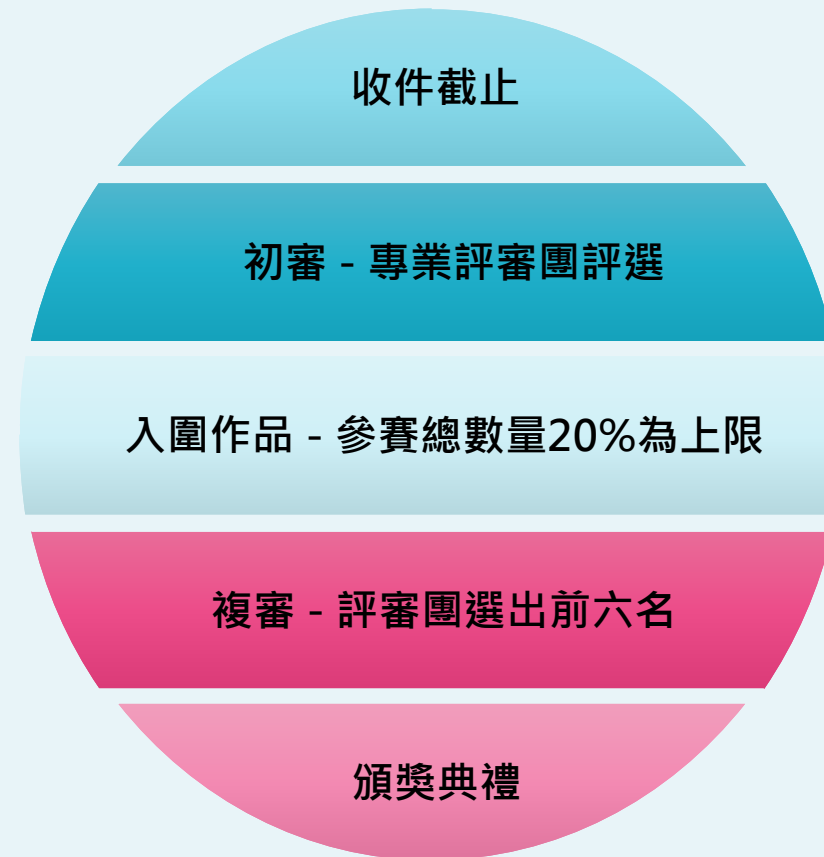 收件截止
初審 - 專業評審團評選
入圍作品 - 參賽總數量20%為上限
複審 - 評審團選出前六名
頒獎典禮